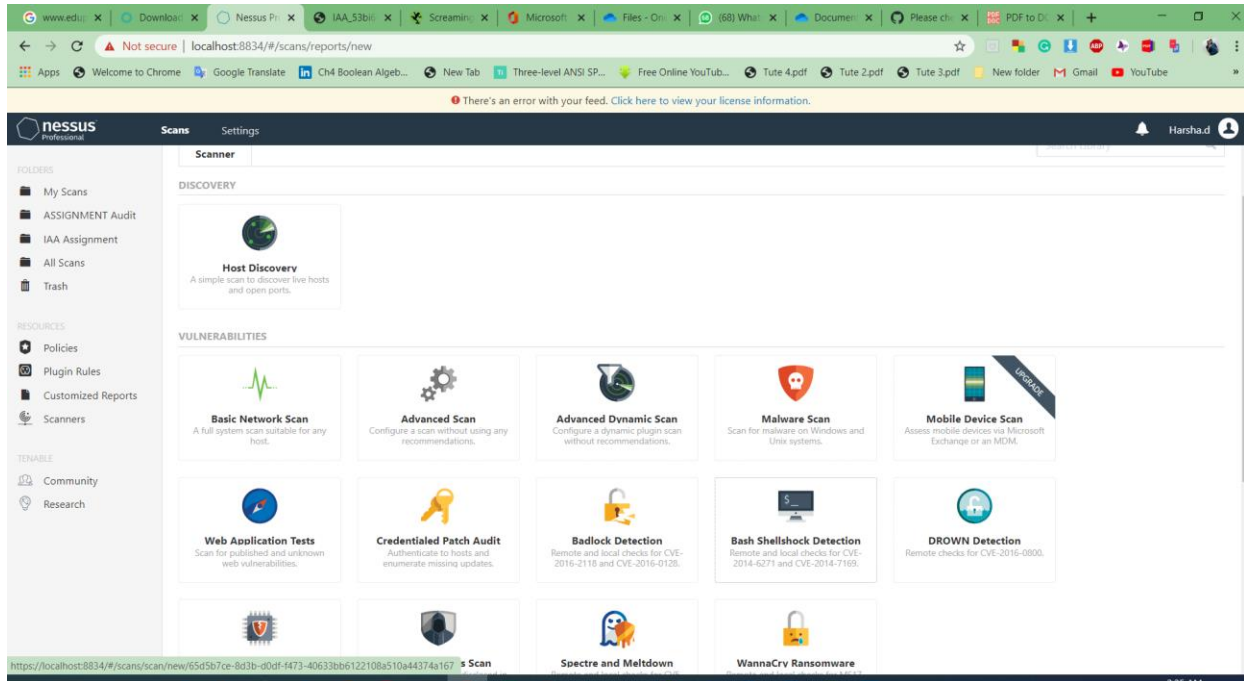 www.edup
Download
Nessus Pr
IAA_53bi6
Screaming
Microsoft
Files - On
(68) What
Document
Please ch
PDF to D
Not secure | localhost:8834/#/scans/reports/new
Apps Welcome to Chrome Google Translate Ch4 Boolean Algeb... New Tab Three-level ANSI SP... Free Online YouTub... Tute 4.pdf Tute 2.pdf Tute 3.pdf New folder Gmail YouTube »
There's an error with your feed. Click here to view your license information.
nessus Professional
Scans Settings
Harsha.d
FOLDERS
My Scans
ASSIGNMENT Audit
IAA Assignment
All Scans
Trash
RESOURCES
Policies
Plugin Rules
Customized Reports
Scanners
TENABLE
Community
Research
Scanner
Search Library
DISCOVERY
Host Discovery
A simple scan to discover live hosts
and open ports.
VULNERABILITIES
Basic Network Scan
A full system scan suitable for any
host.
Advanced Scan
Configure a scan without using any
recommendations.
Advanced Dynamic Scan
Configure a dynamic plugin scan
without recommendations.
Malware Scan
Scan for malware on Windows and
Unix systems.
UPGRADE
Mobile Device Scan
Assess mobile devices via Microsoft
Exchange or an MDM.
Web Application Tests
Scan for published and unknown
web vulnerabilities.
Credentialed Patch Audit
Authenticate to hosts and
enumerate missing updates.
Badlock Detection
Remote and local checks for CVE-
2016-2118 and CVE-2016-0128.
Bash Shellshock Detection
Remote and local checks for CVE-
2014-6271 and CVE-2014-7169.
DROWN Detection
Remote checks for CVE-2016-0800.
s Scan
Spectre and Meltdown
WannaCry Ransomware
https://localhost:8834/#/scans/scan/new/65d5b7ce-8d3b-d0df-f473-40633bb6122108a510a44374a167